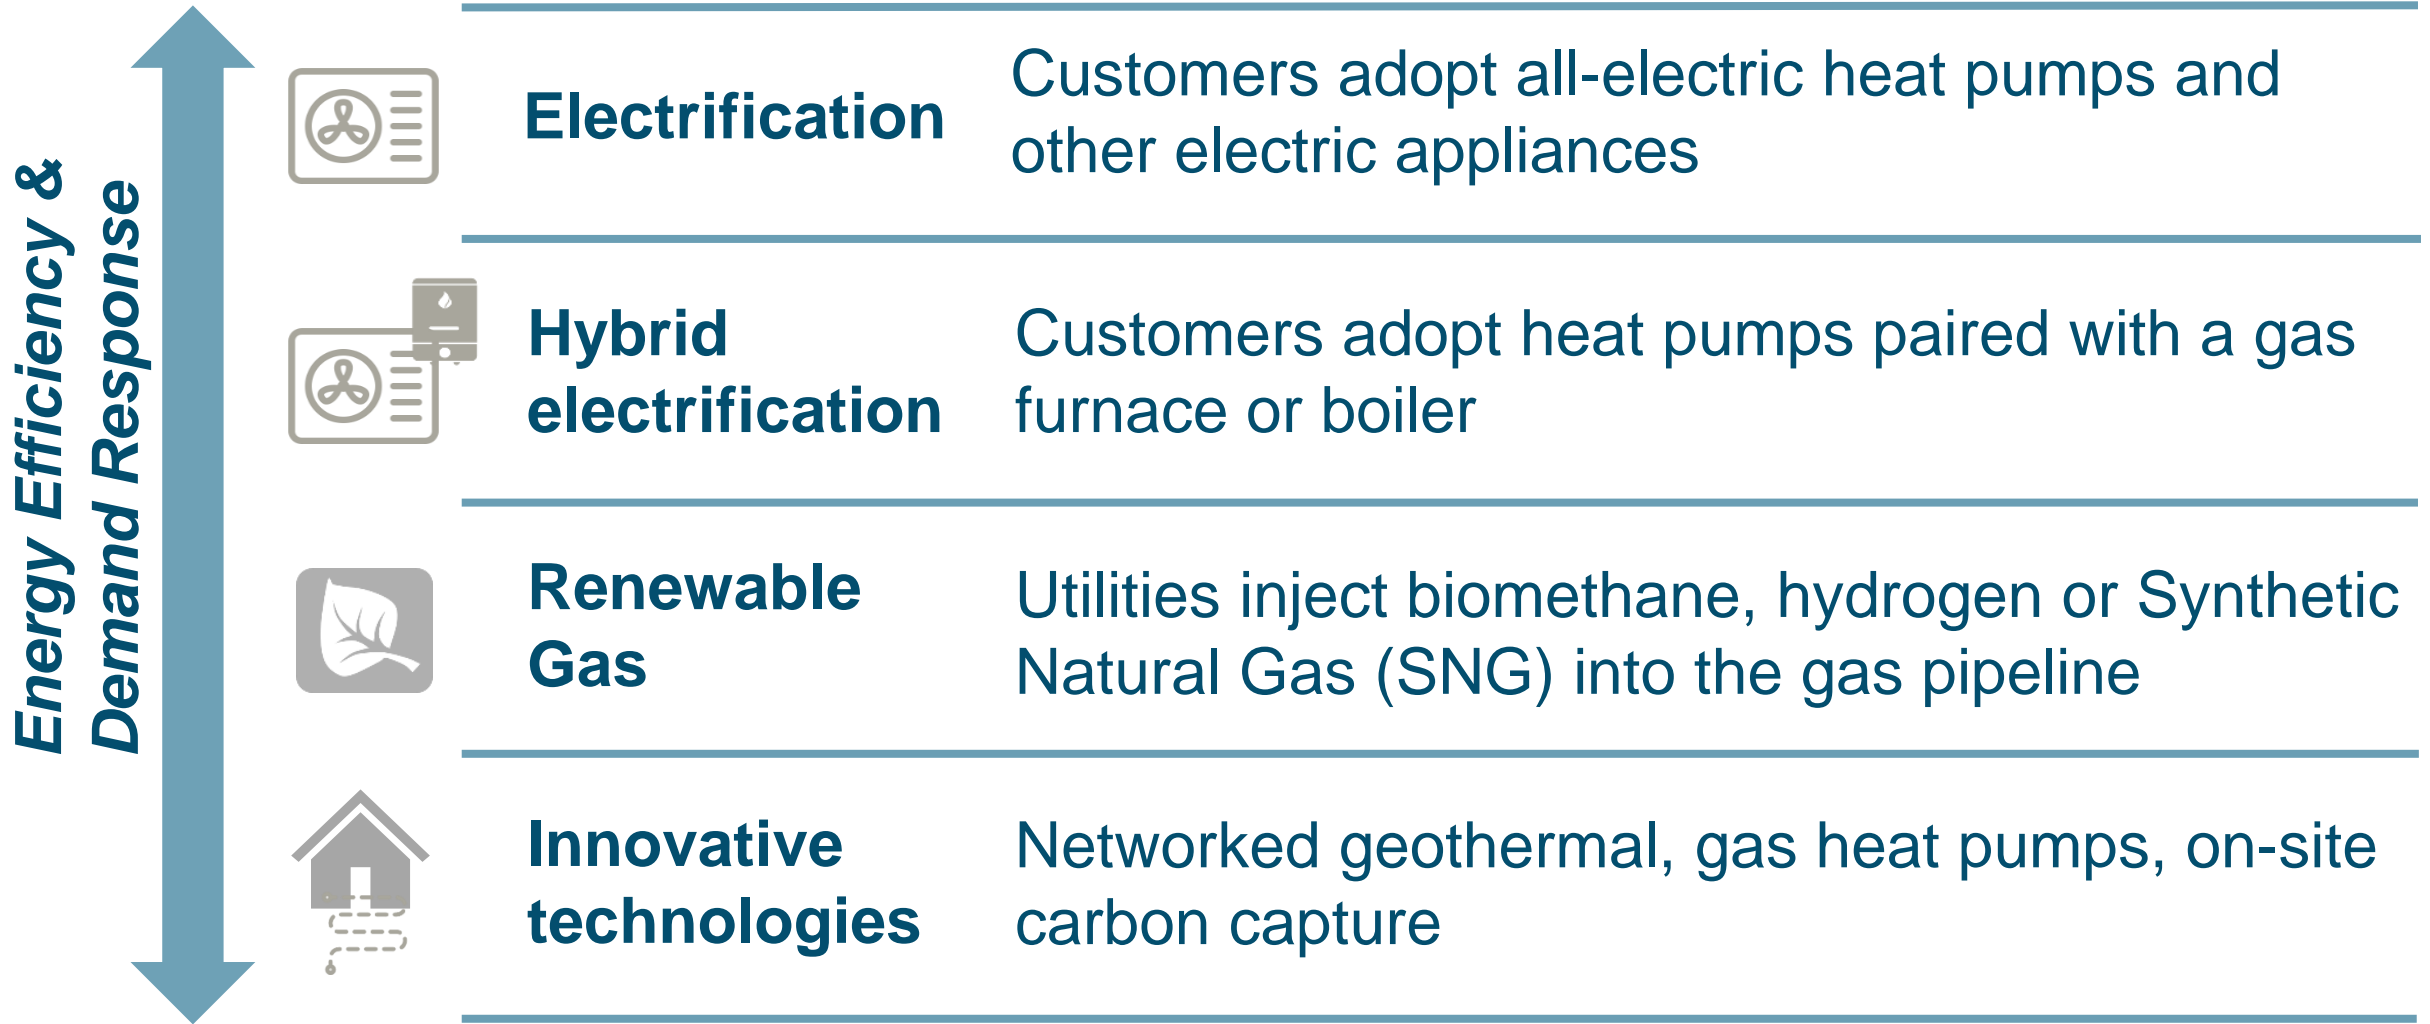 Energy Efficiency &
Demand Response
Electrification
Customers adopt all-electric heat pumps and
other electric appliances
Hybrid
electrification
Customers adopt heat pumps paired with a gas
furnace or boiler
Renewable
Gas
Utilities inject biomethane, hydrogen or Synthetic
Natural Gas (SNG) into the gas pipeline
Innovative
technologies
Networked geothermal, gas heat pumps, on-site
carbon capture